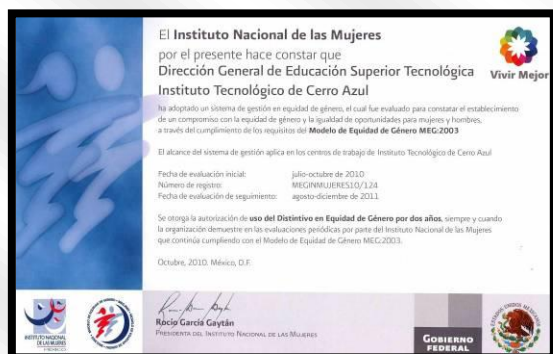 El Instituto Nacional de las Mujeres
por el presente hace constar que
Dirección General de Educación Superior Tecnológica
Instituto Tecnológico de Cerro Azul
Vivir Mejor
ha adoptado un sistema de gestión en equidad de género, el cual fue evaluado para constatar el establecimiento
de un compromiso con la equidad de género y la igualdad de oportunidades para mujeres y hombres,
a través del cumplimiento de los requisitos del Modelo de Equidad de Género MEG:2003
El alcance del sistema de gestión aplica en los centros de trabajo de Instituto Tecnológico de Cerro Azul
Fecha de evaluación inicial: julio-octubre de 2010
Número de registro: MEGINMUJERES10/124
Fecha de evaluación de seguimiento: agosto-diciembre de 2011
Se otorga la autorización de uso del Distintivo en Equidad de Género por dos años, siempre y cuando
la organización demuestre en las evaluaciones periódicas por parte del Instituto Nacional de las Mujeres
que continúa cumpliendo con el Modelo de Equidad de Género MEG:2003.
Octubre, 2010. México, D.F.
Rocío García Gaytán
Presidenta del Instituto Nacional de las Mujeres
INSTITUTO NACIONAL
DE LAS MUJERES
MÉXICO
GOBIERNO
FEDERAL
ESTADOS UNIDOS MEXICANOS